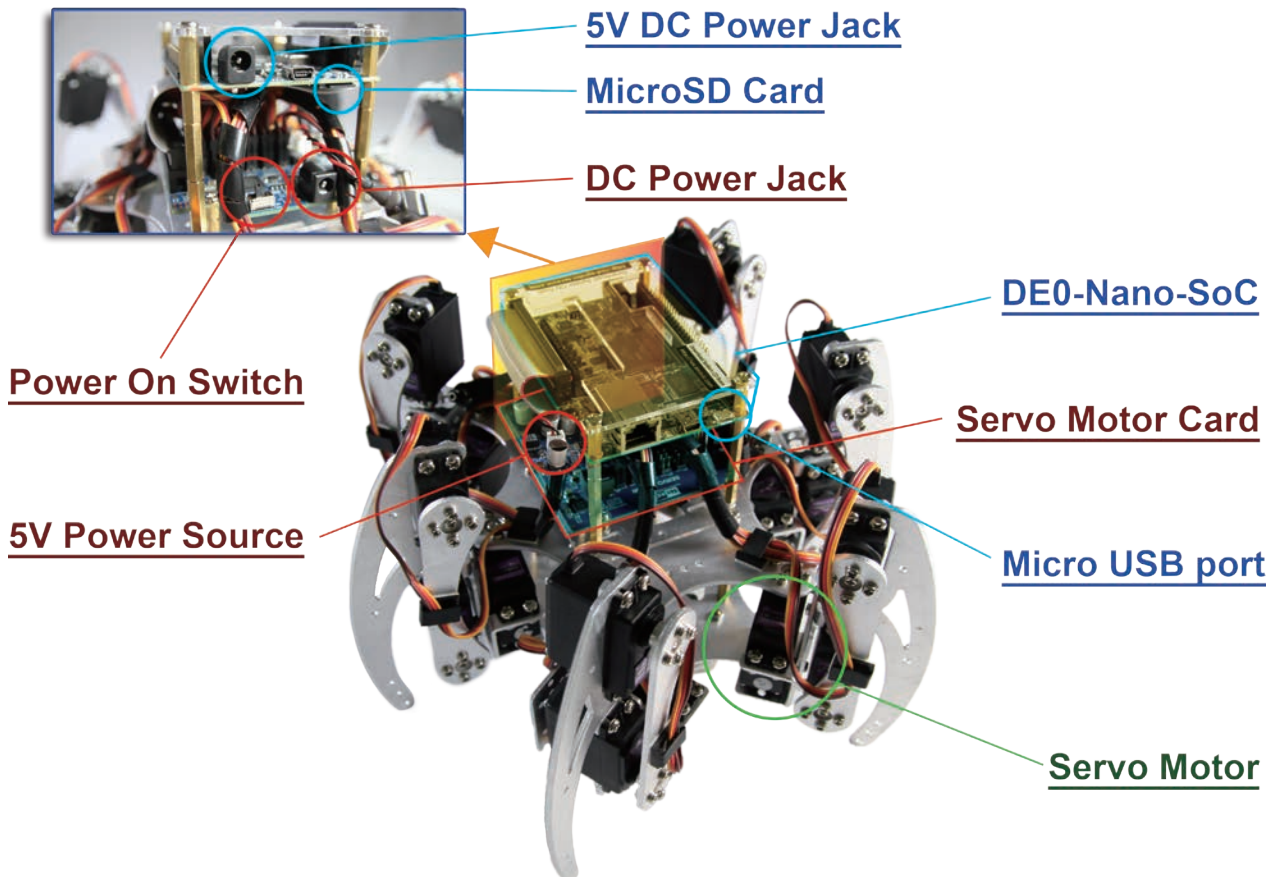 5V DC Power Jack
MicroSD Card
DC Power Jack
DE0-Nano-SoC
Power On Switch
Servo Motor Card
5V Power Source
Micro USB port
Servo Motor